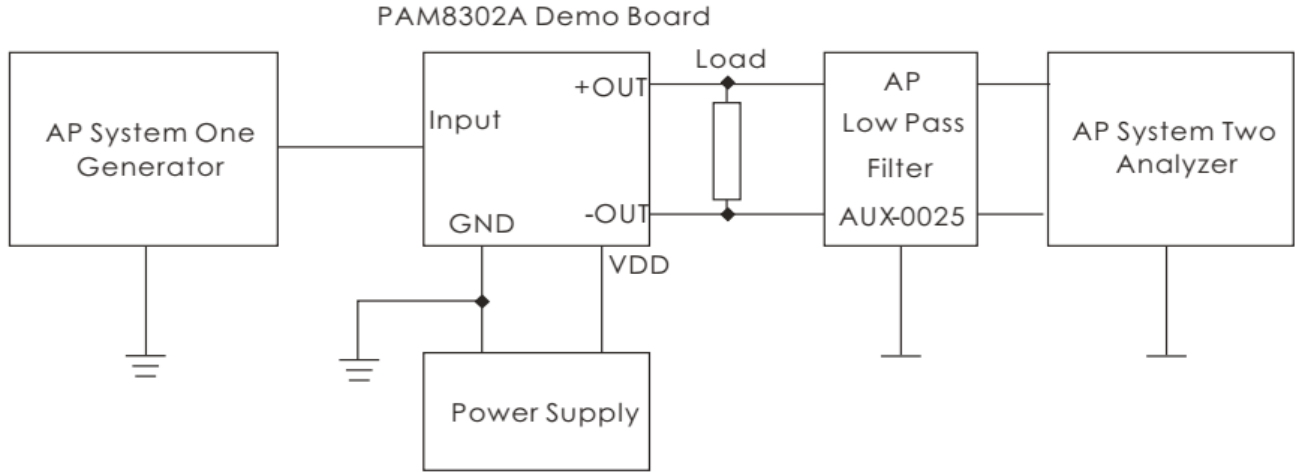 PAM8302A Demo Board
AP System One
Generator
Input
GND
+OUT
-OUT
VDD
Load
AP
Low Pass
Filter
AUX-0025
AP System Two
Analyzer
Power Supply